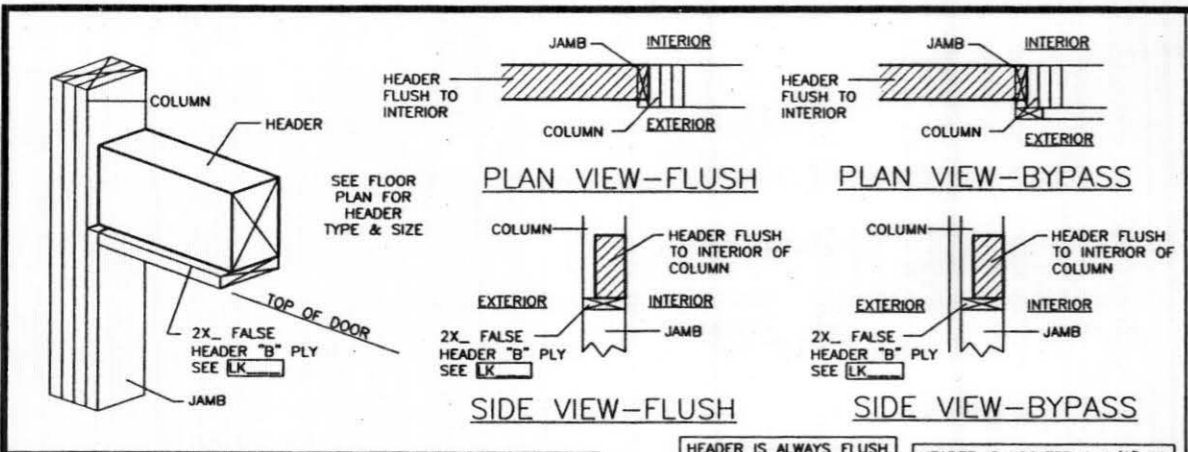 COLUMN
HEADER
SEE FLOOR
PLAN FOR
HEADER
TYPE & SIZE
TOP OF DOOR
2X_ FALSE
HEADER "B" PLY
SEE LK____
JAMB
JAMB
INTERIOR
HEADER
FLUSH TO
INTERIOR
COLUMN
EXTERIOR
PLAN VIEW-FLUSH
JAMB
INTERIOR
HEADER
FLUSH TO
INTERIOR
COLUMN
EXTERIOR
PLAN VIEW-BYPASS
COLUMN
HEADER FLUSH
TO INTERIOR OF
COLUMN
EXTERIOR
INTERIOR
2X_ FALSE
HEADER "B" PLY
SEE LK____
JAMB
SIDE VIEW-FLUSH
COLUMN
HEADER FLUSH
TO INTERIOR OF
COLUMN
EXTERIOR
INTERIOR
2X_ FALSE
HEADER "B" PLY
SEE LK____
JAMB
SIDE VIEW-BYPASS
HEADER IS ALWAYS FLUSH